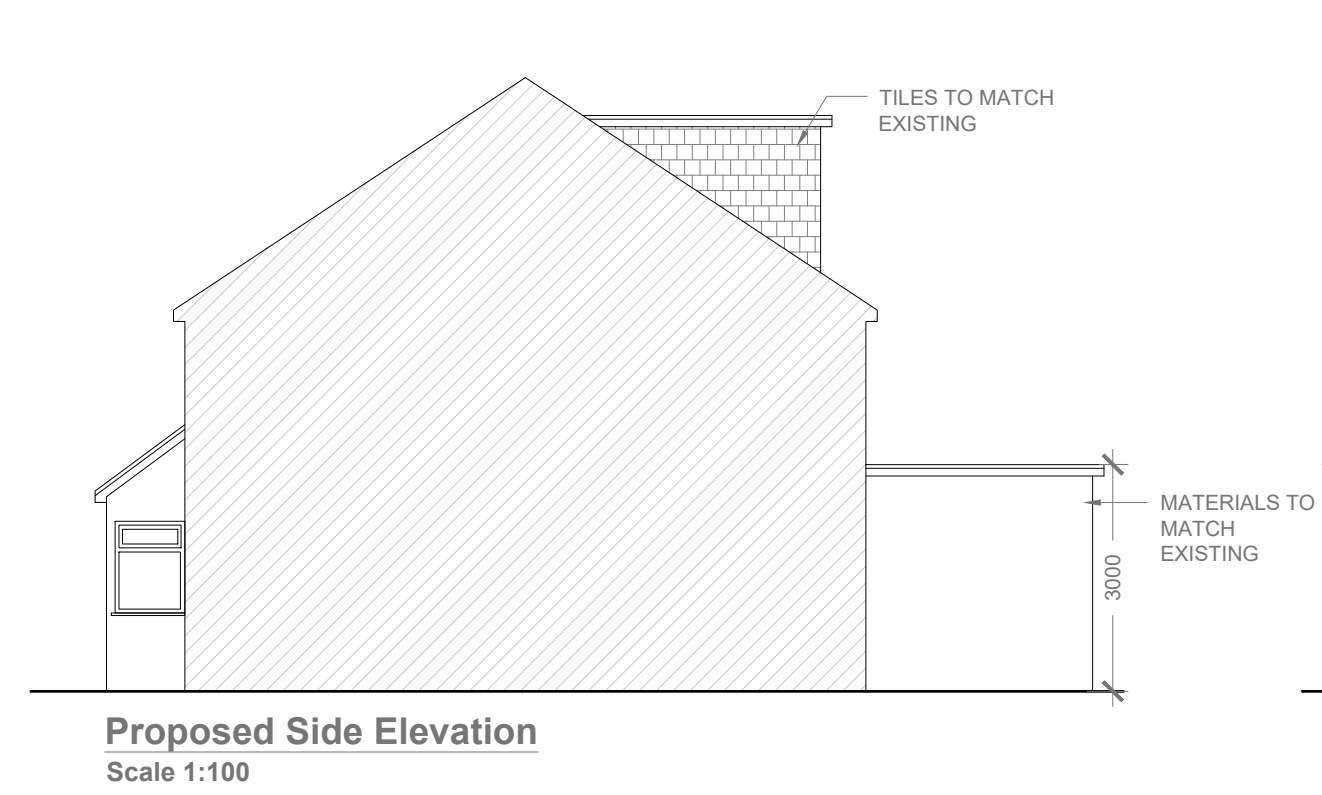 TILES TO MATCH
EXISTING
MATERIALS TO
MATCH
EXISTING
3000
Proposed Side Elevation
Scale 1:100